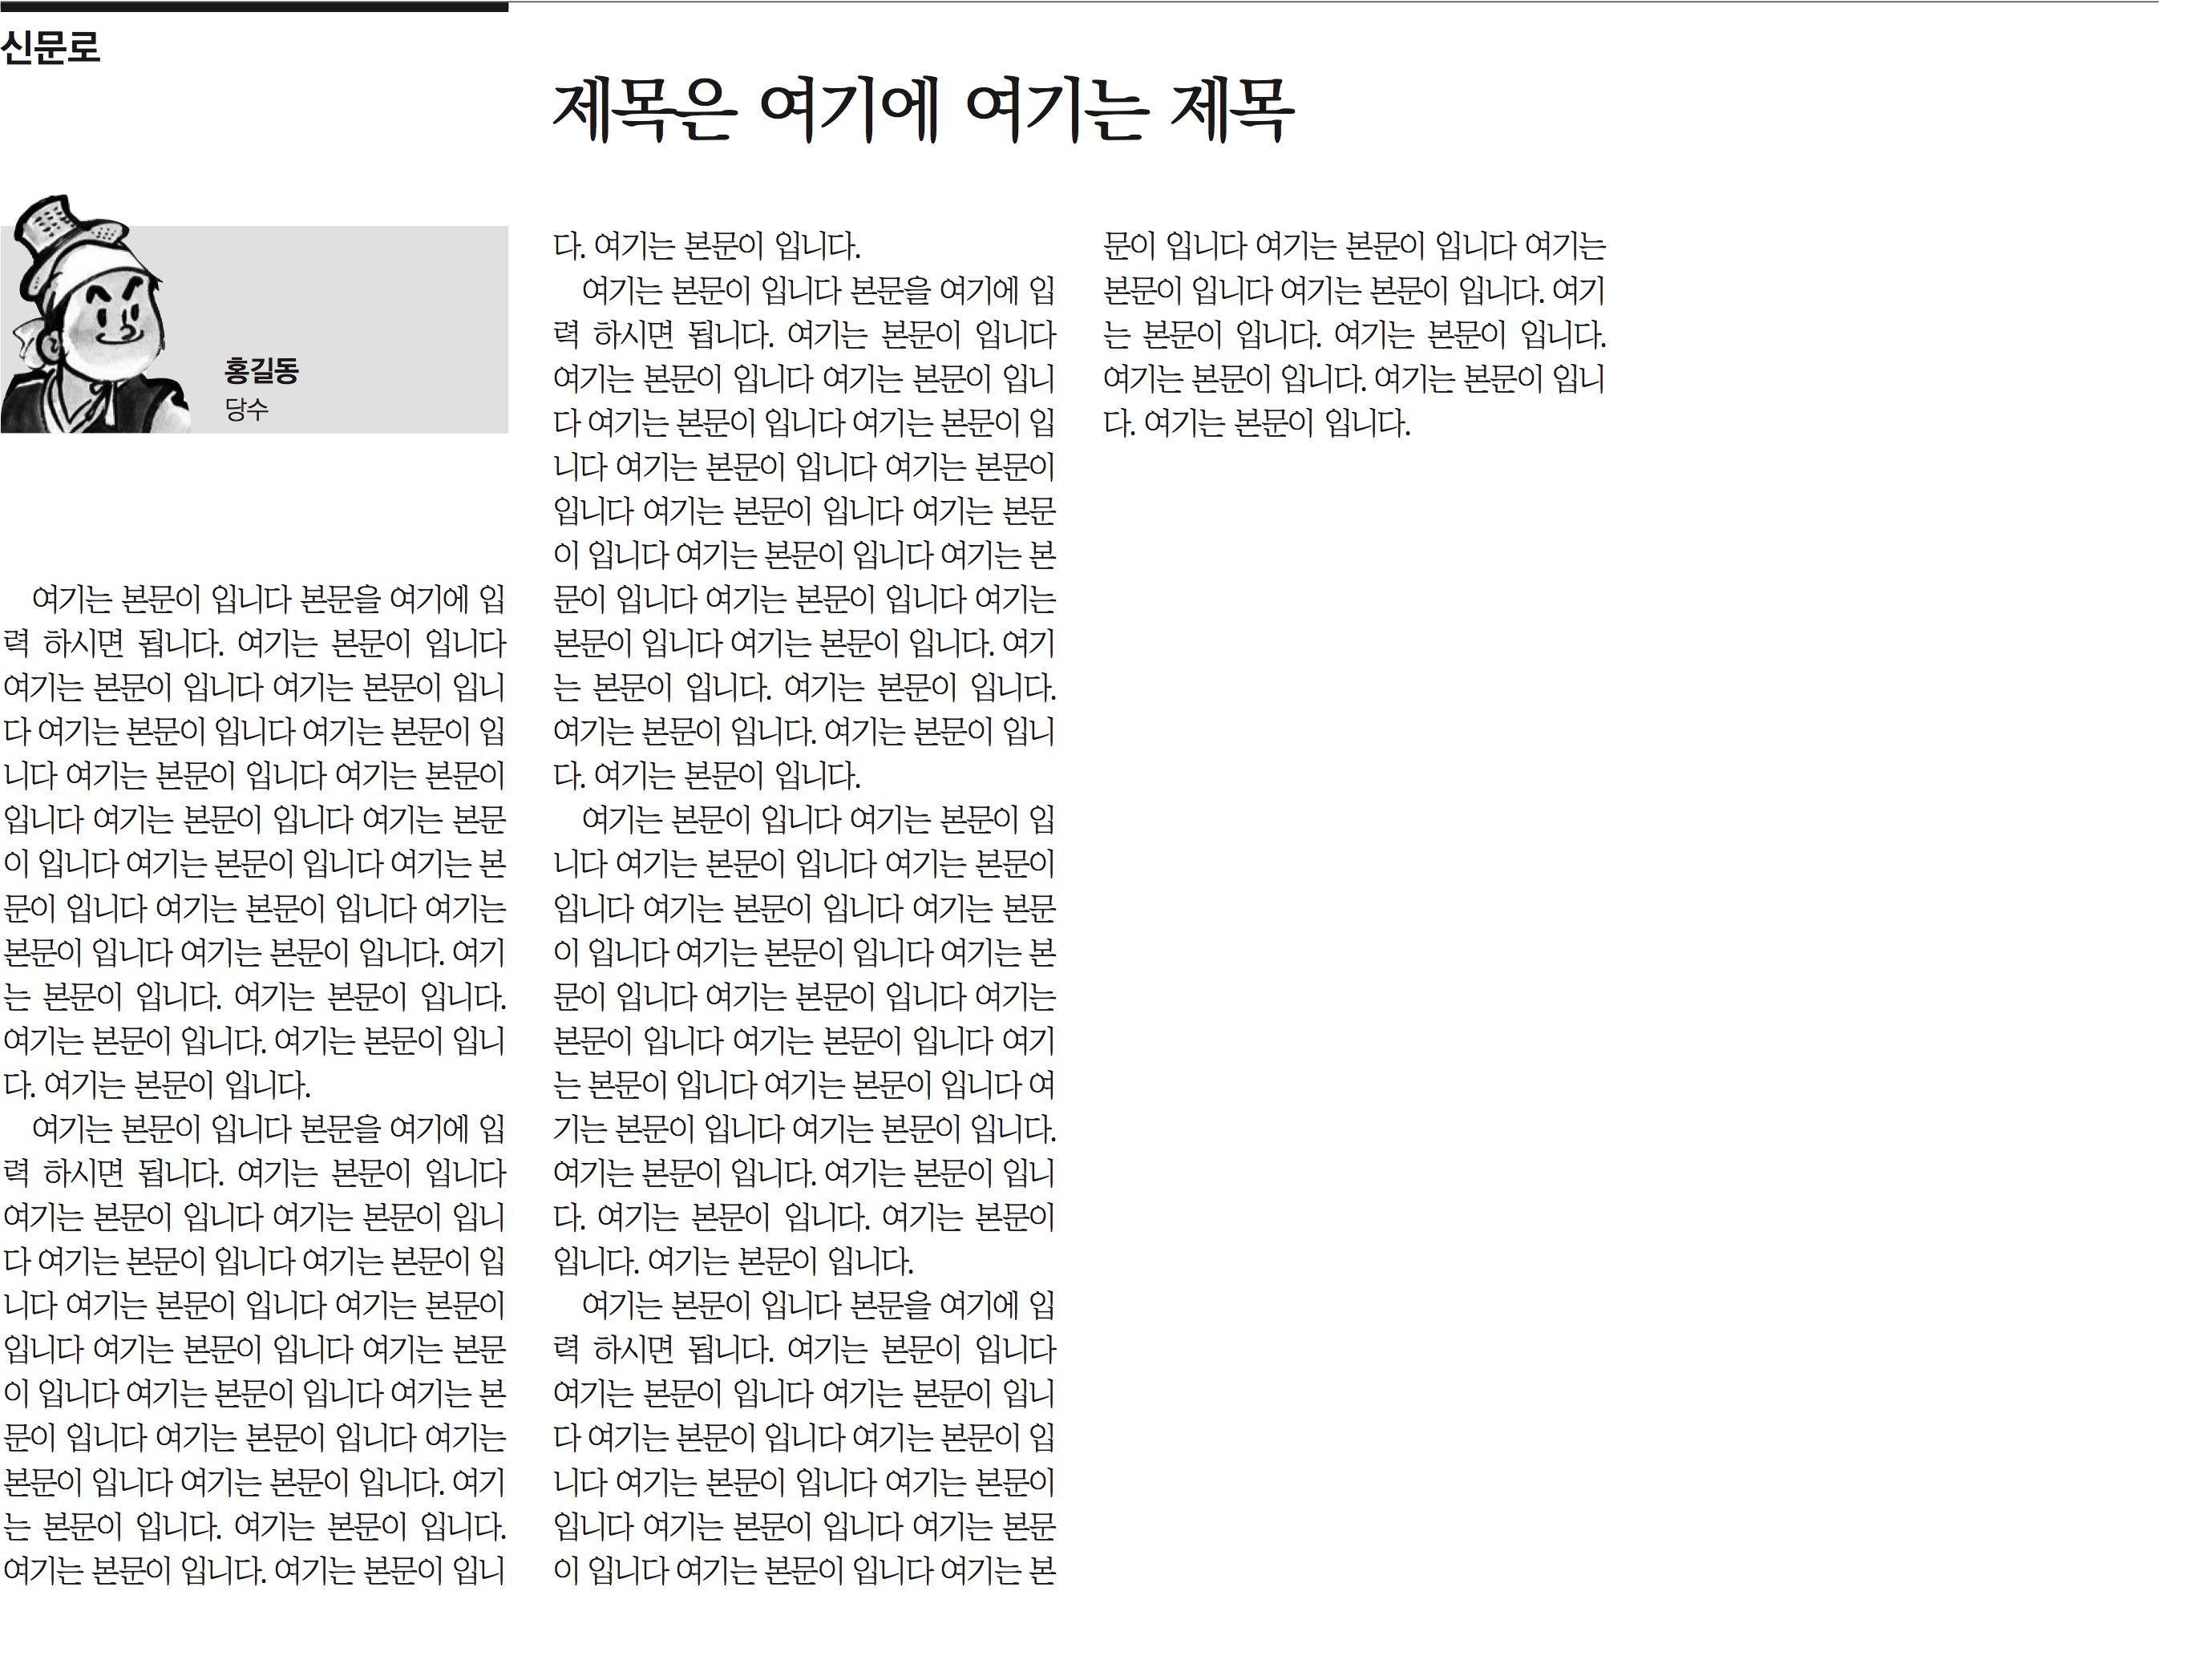 신문로
제목은 여기에 여기는 제목
홍길동
당수
여기는 본문이 입니다 본문을 여기에 입
력 하시면 됩니다. 여기는 본문이 입니다
여기는 본문이 입니다 여기는 본문이 입니
다 여기는 본문이 입니다 여기는 본문이 입
니다 여기는 본문이 입니다 여기는 본문이
입니다 여기는 본문이 입니다 여기는 본문
이 입니다 여기는 본문이 입니다 여기는 본
문이 입니다 여기는 본문이 입니다 여기는
본문이 입니다 여기는 본문이 입니다. 여기
는 본문이 입니다. 여기는 본문이 입니다.
여기는 본문이 입니다. 여기는 본문이 입니
다. 여기는 본문이 입니다.
여기는 본문이 입니다 본문을 여기에 입
력 하시면 됩니다. 여기는 본문이 입니다
여기는 본문이 입니다 여기는 본문이 입니
다 여기는 본문이 입니다 여기는 본문이 입
니다 여기는 본문이 입니다 여기는 본문이
입니다 여기는 본문이 입니다 여기는 본문
이 입니다 여기는 본문이 입니다 여기는 본
문이 입니다 여기는 본문이 입니다 여기는
본문이 입니다 여기는 본문이 입니다. 여기
는 본문이 입니다. 여기는 본문이 입니다.
여기는 본문이 입니다. 여기는 본문이 입니
다. 여기는 본문이 입니다.
여기는 본문이 입니다 본문을 여기에 입
력 하시면 됩니다. 여기는 본문이 입니다
여기는 본문이 입니다 여기는 본문이 입니
다 여기는 본문이 입니다 여기는 본문이 입
니다 여기는 본문이 입니다 여기는 본문이
입니다 여기는 본문이 입니다 여기는 본문
이 입니다 여기는 본문이 입니다 여기는 본
문이 입니다 여기는 본문이 입니다 여기는
본문이 입니다 여기는 본문이 입니다. 여기
는 본문이 입니다. 여기는 본문이 입니다.
여기는 본문이 입니다. 여기는 본문이 입니
다. 여기는 본문이 입니다.
여기는 본문이 입니다 여기는 본문이 입
니다 여기는 본문이 입니다 여기는 본문이
입니다 여기는 본문이 입니다 여기는 본문
이 입니다 여기는 본문이 입니다 여기는 본
문이 입니다 여기는 본문이 입니다 여기는
본문이 입니다 여기는 본문이 입니다 여기
는 본문이 입니다 여기는 본문이 입니다 여
기는 본문이 입니다 여기는 본문이 입니다.
여기는 본문이 입니다. 여기는 본문이 입니
다. 여기는 본문이 입니다. 여기는 본문이
입니다. 여기는 본문이 입니다.
여기는 본문이 입니다 본문을 여기에 입
력 하시면 됩니다. 여기는 본문이 입니다
여기는 본문이 입니다 여기는 본문이 입니
다 여기는 본문이 입니다 여기는 본문이 입
니다 여기는 본문이 입니다 여기는 본문이
입니다 여기는 본문이 입니다 여기는 본문
이 입니다 여기는 본문이 입니다 여기는 본
문이 입니다 여기는 본문이 입니다 여기는
본문이 입니다 여기는 본문이 입니다. 여기
는 본문이 입니다. 여기는 본문이 입니다.
여기는 본문이 입니다. 여기는 본문이 입니
다. 여기는 본문이 입니다.